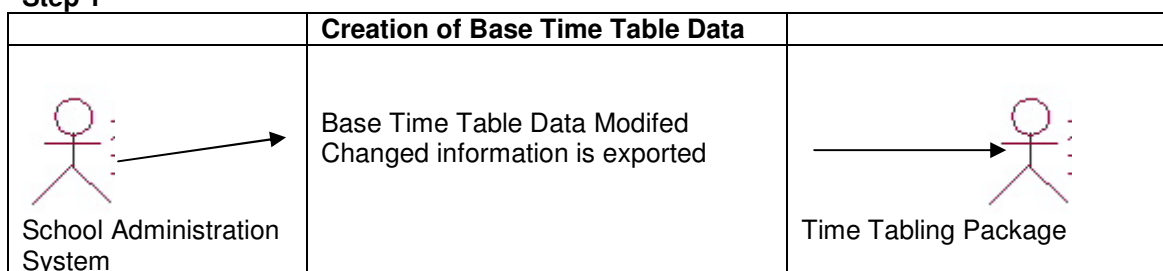 Step 1
Creation of Base Time Table Data
Base Time Table Data Modifed
Changed information is exported
School Administration
System
Time Tabling Package